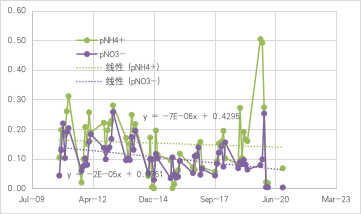 0.60
0.50
0.40
0.30
0.20
0.10
0.00
Jul-09
Apr-12
Dec-14
Sep-17
Jun-20
Mar-23
pNH4+
pNO3-
线性 (pNH4+)
线性 (pNO3-)
y = -7E-06x + 0.4295
y = -2E-05x +